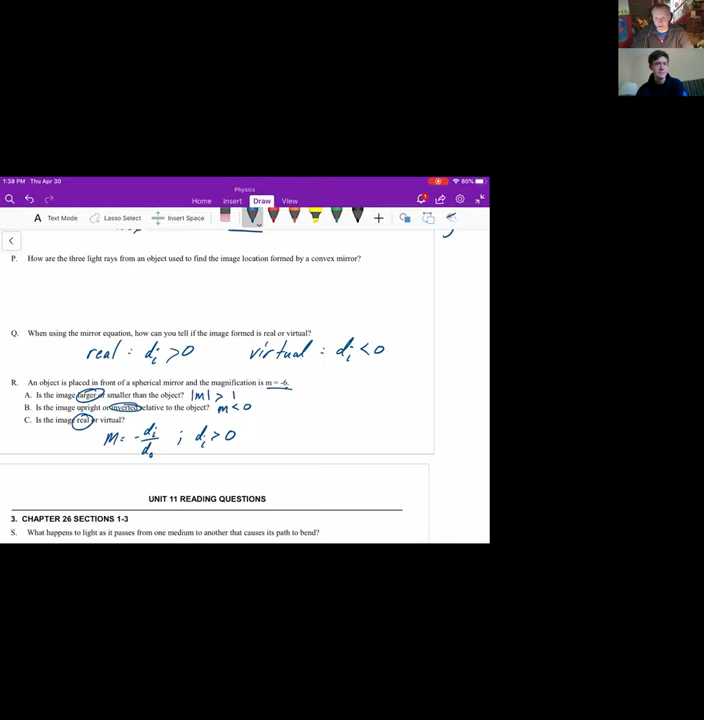 1:38 PM Thu Apr 30
80%
Physics
Home Insert Draw View
Text Mode Lasso Select Insert Space
P. How are the three light rays from an object used to find the image location formed by a convex mirror?
Q. When using the mirror equation, how can you tell if the image formed is real or virtual?
real : di > 0 virtual : di < 0
R. An object is placed in front of a spherical mirror and the magnification is m = -6.
A. Is the image larger or smaller than the object? |m| > 1
B. Is the image upright or inverted relative to the object? m < 0
C. Is the image real or virtual?
m = - di/do ; di > 0
UNIT 11 READING QUESTIONS
3. CHAPTER 26 SECTIONS 1-3
S. What happens to light as it passes from one medium to another that causes its path to bend?